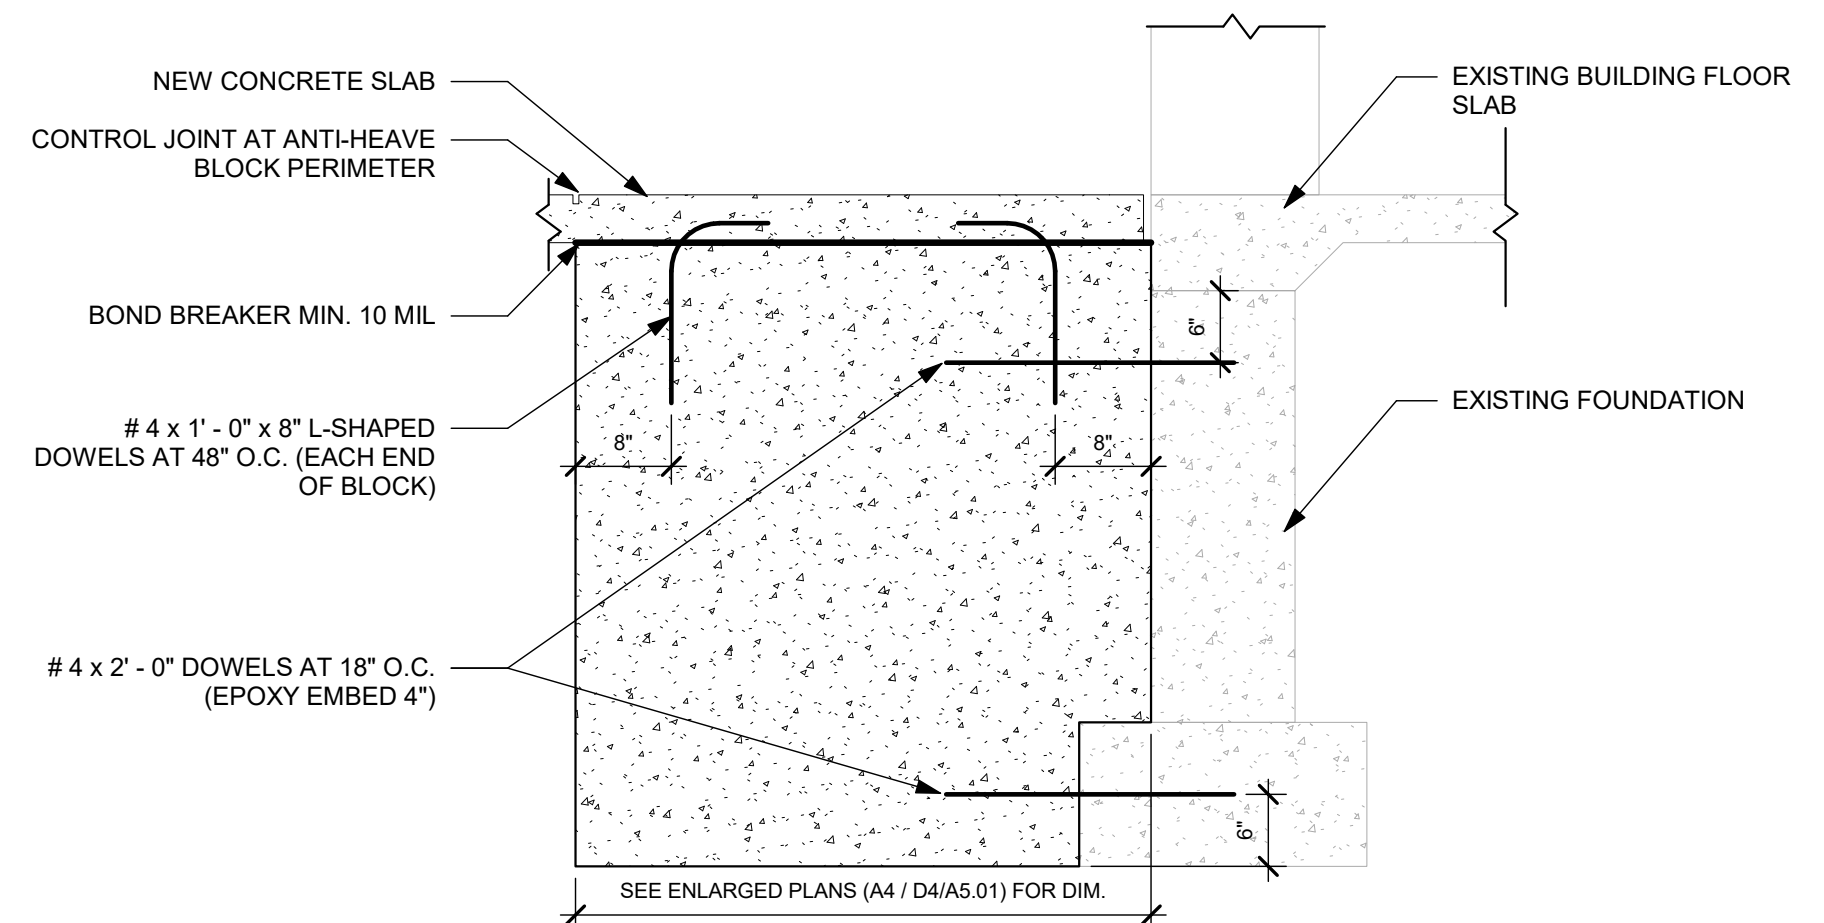 NEW CONCRETE SLAB
CONTROL JOINT AT ANTI-HEAVE
BLOCK PERIMETER
BOND BREAKER MIN. 10 MIL
# 4 x 1' - 0" x 8" L-SHAPED
DOWELS AT 48" O.C. (EACH END
OF BLOCK)
# 4 x 2' - 0" DOWELS AT 18" O.C.
(EPOXY EMBED 4")
8"
8"
6"
6"
EXISTING BUILDING FLOOR
SLAB
EXISTING FOUNDATION
SEE ENLARGED PLANS (A4 / D4/A5.01) FOR DIM.